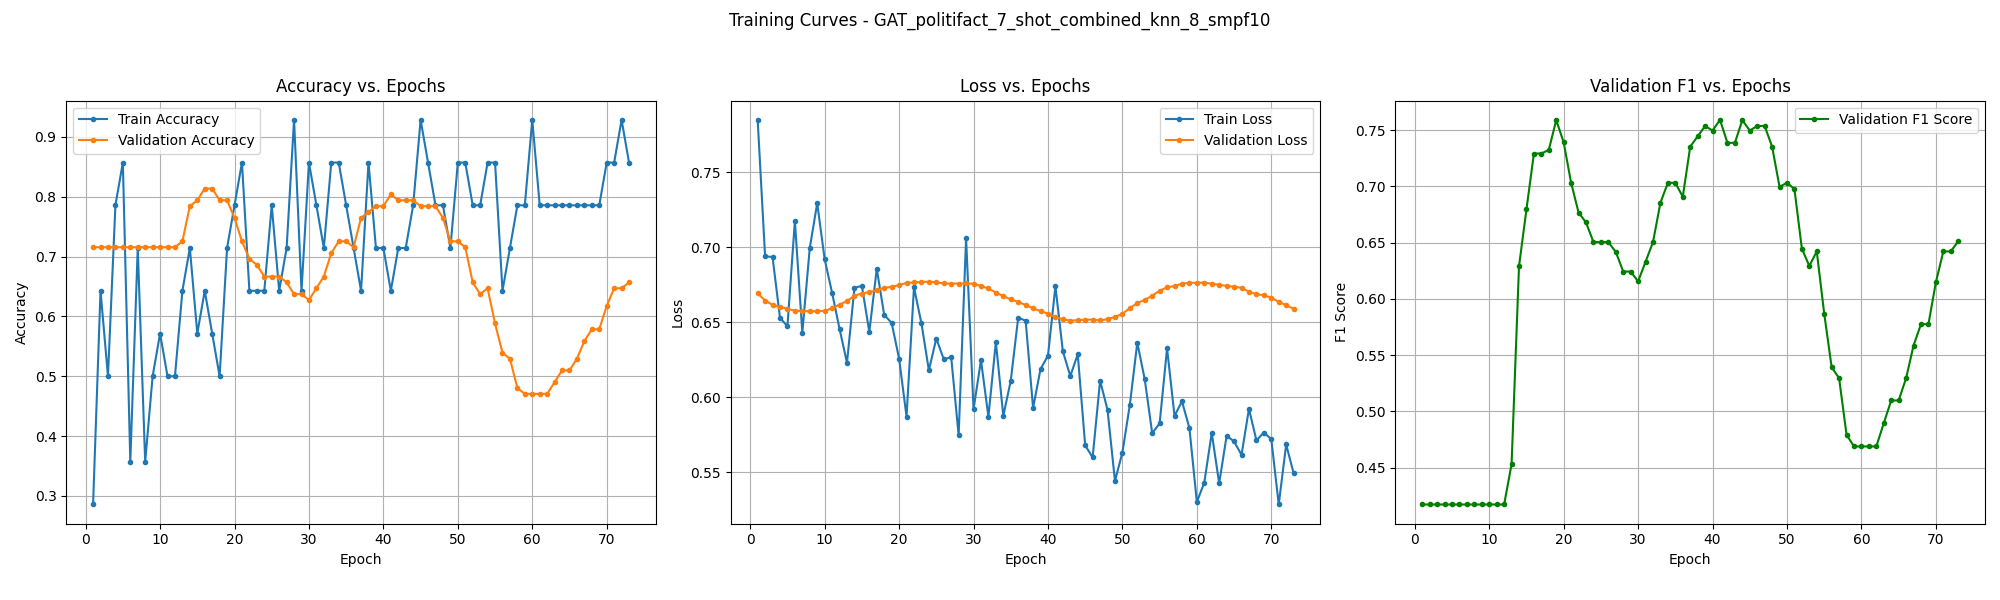 Training Curves - GAT_politifact_7_shot_combined_knn_8_smpf10
Accuracy vs. Epochs
Train Accuracy
Validation Accuracy
0.9
0.8
0.7
0.6
0.5
0.4
0.3
Accuracy
0 10 20 30 40 50 60 70
Epoch
Loss vs. Epochs
Train Loss
Validation Loss
0.75
0.70
0.65
0.60
0.55
Loss
0 10 20 30 40 50 60 70
Epoch
Validation F1 vs. Epochs
Validation F1 Score
0.75
0.70
0.65
0.60
0.55
0.50
0.45
F1 Score
0 10 20 30 40 50 60 70
Epoch